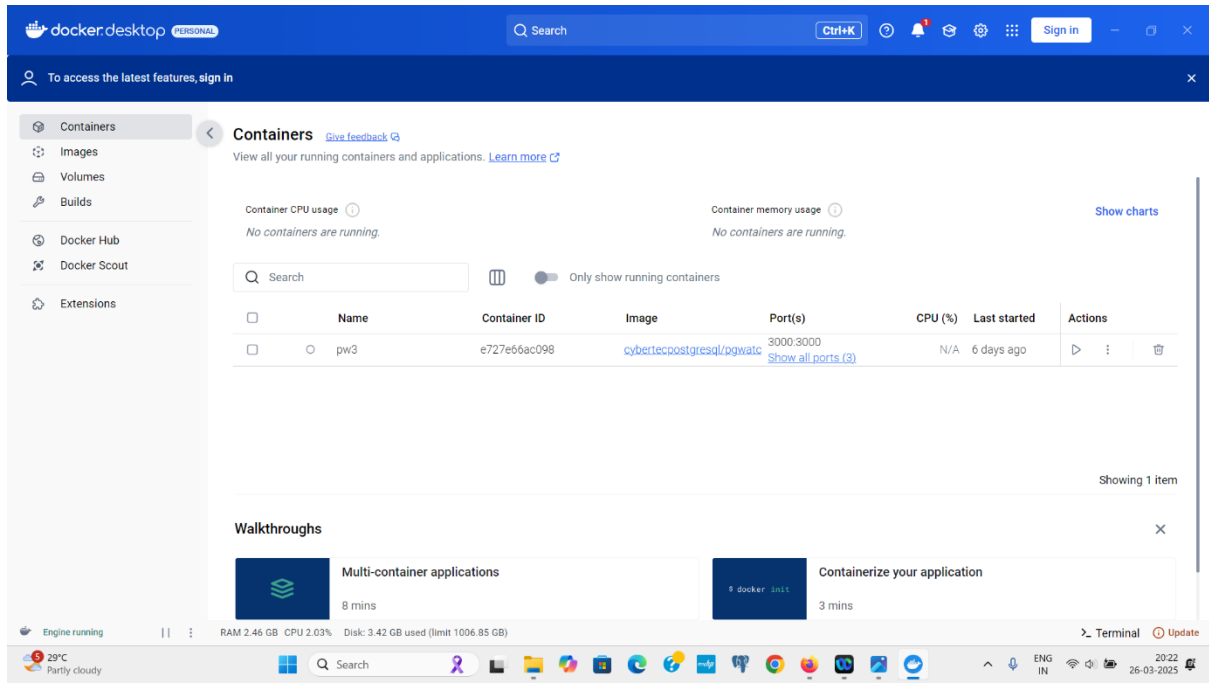 docker.desktop PERSONAL
Search
Ctrl+K
1
Sign in
To access the latest features, sign in
Containers
Images
Volumes
Builds
Docker Hub
Docker Scout
Extensions
Containers Give feedback
View all your running containers and applications. Learn more
Container CPU usage
No containers are running.
Container memory usage
No containers are running.
Show charts
Search
Only show running containers
Name Container ID Image Port(s) CPU (%) Last started Actions
pw3 e727e66ac098 cybertecpostgresql/pgwatc 3000:3000 N/A 6 days ago
Show all ports (3)
Showing 1 item
Walkthroughs
Multi-container applications
8 mins
$ docker init
Containerize your application
3 mins
Engine running
RAM 2.46 GB CPU 2.03% Disk: 3.42 GB used (limit 1006.85 GB)
>_ Terminal
Update
5
29°C
Partly cloudy
Search
ENG
IN
20:22
26-03-2025